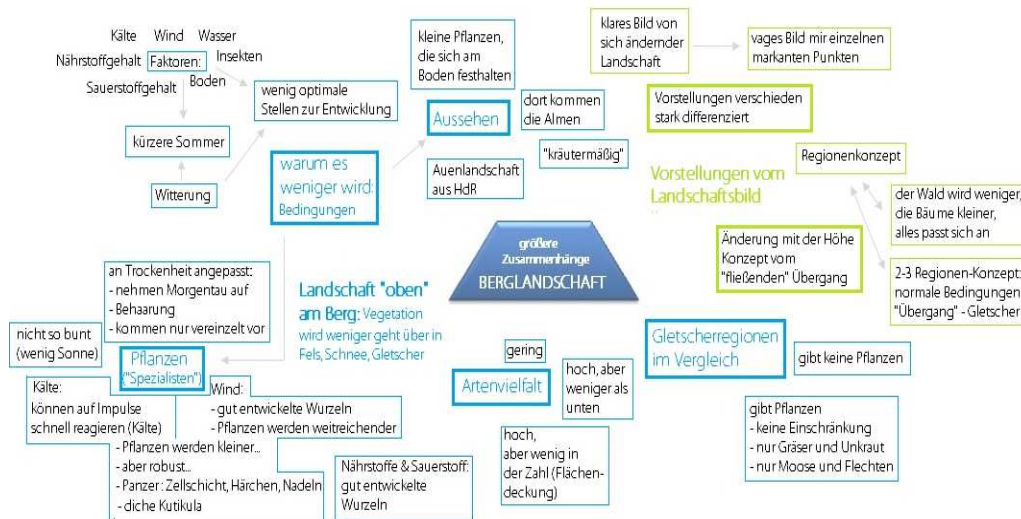 Kälte Wind Wasser
Nährstoffgehalt Faktoren: Insekten
Sauerstoffgehalt Boden
wenig optimale
Stellen zur Entwicklung
kürzere Sommer
Witterung
warum es
weniger wird:
Bedingungen
kleine Pflanzen,
die sich am
Boden festhalten
Aussehen
dort kommen
die Almen
"kräutermäßig"
Auenlandschaft
aus HdR
klares Bild von
sich ändernder
Landschaft
vages Bild mir einzelnen
markanten Punkten
Vorstellungen verschieden
stark differenziert
Vorstellungen vom
Landschaftsbild
Regionenkonzept
der Wald wird weniger,
die Bäume kleiner,
alles passt sich an
Änderung mit der Höhe
Konzept vom
"fließenden" Übergang
2-3 Regionen-Konzept:
normale Bedingungen
"Übergang" - Gletscher
größere
Zusammenhänge
BERGLANDSCHAFT
Landschaft "oben"
am Berg: Vegetation
wird weniger geht über in
Fels, Schnee, Gletscher
an Trockenheit angepasst:
- nehmen Morgentau auf
- Behaarung
- kommen nur vereinzelt vor
nicht so bunt
(wenig Sonne)
Pflanzen
("Spezialisten")
Kälte:
können auf Impulse
schnell reagieren (Kälte)
Wind:
- gut entwickelte Wurzeln
- Pflanzen werden weitreichender
- Pflanzen werden kleiner...
- aber robust...
- Panzer: Zellschicht, Härchen, Nadeln
- diche Kutikula
Nährstoffe & Sauerstoff:
gut entwickelte
Wurzeln
gering
Artenvielfalt
hoch, aber
weniger als
unten
hoch,
aber wenig in
der Zahl (Flächen-
deckung)
Gletscherregionen
im Vergleich
gibt keine Pflanzen
gibt Pflanzen
- keine Einschränkung
- nur Gräser und Unkraut
- nur Moose und Flechten